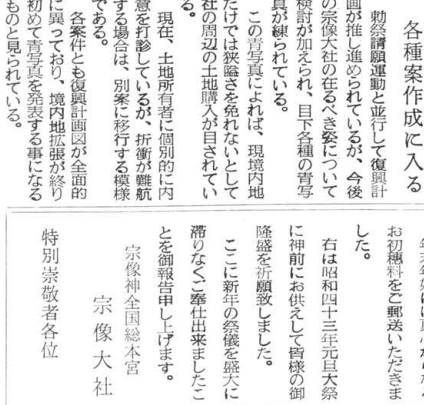 各種案作成に入る
勅祭請願運動と並行して復興計
画が推し進められているが、今後
の宗像大社の在るべき姿について
検討が加えられ、目下各種の青写
真が練られている。
この青写真によれば、現境内地
だけでは狭隘さを免れないとして
社の周辺の土地購入が目されてい
る。
現在、土地所有者に個別的に内
意を打診しているが、折衝が難航
する場合は、別案に移行する模様
である。
各案件とも復興計画図が全面的
に異っており、境内地拡張が終り
初めて青写真を発表する事になる
ものと見られている。
お初穂料をご郵送いただきま
した。
右は昭和四十三年元旦大祭
に神前にお供えして皆様の御
隆盛を祈願致しました。
ここに新年の祭儀を盛大に
滞りなくご奉仕出来ましたこ
とを御報告申し上げます。
宗像神全国総本宮
宗像大社
特別崇敬者各位